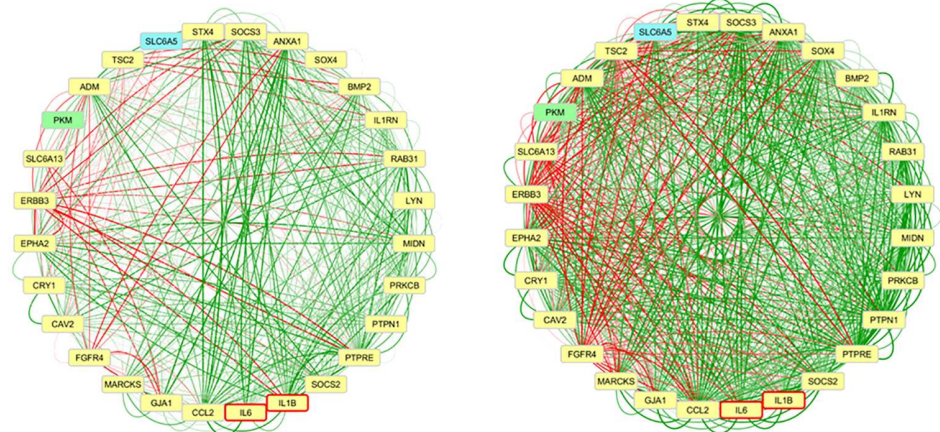 STX4
SOCS3
ANXA1
SOX4
BMP2
IL1RN
RAB31
LYN
MIDN
PRKCB
PTPN1
PTPRE
SOCS2
IL1B
IL6
CCL2
GJA1
MARCKS
FGFR4
CAV2
CRY1
EPHA2
ERBB3
SLC6A13
PKM
ADM
TSC2
SLC6A5
STX4
SOCS3
ANXA1
SOX4
BMP2
IL1RN
RAB31
LYN
MIDN
PRKCB
PTPN1
PTPRE
SOCS2
IL1B
IL6
CCL2
GJA1
MARCKS
FGFR4
CAV2
CRY1
EPHA2
ERBB3
SLC6A13
PKM
ADM
TSC2
SLC6A5